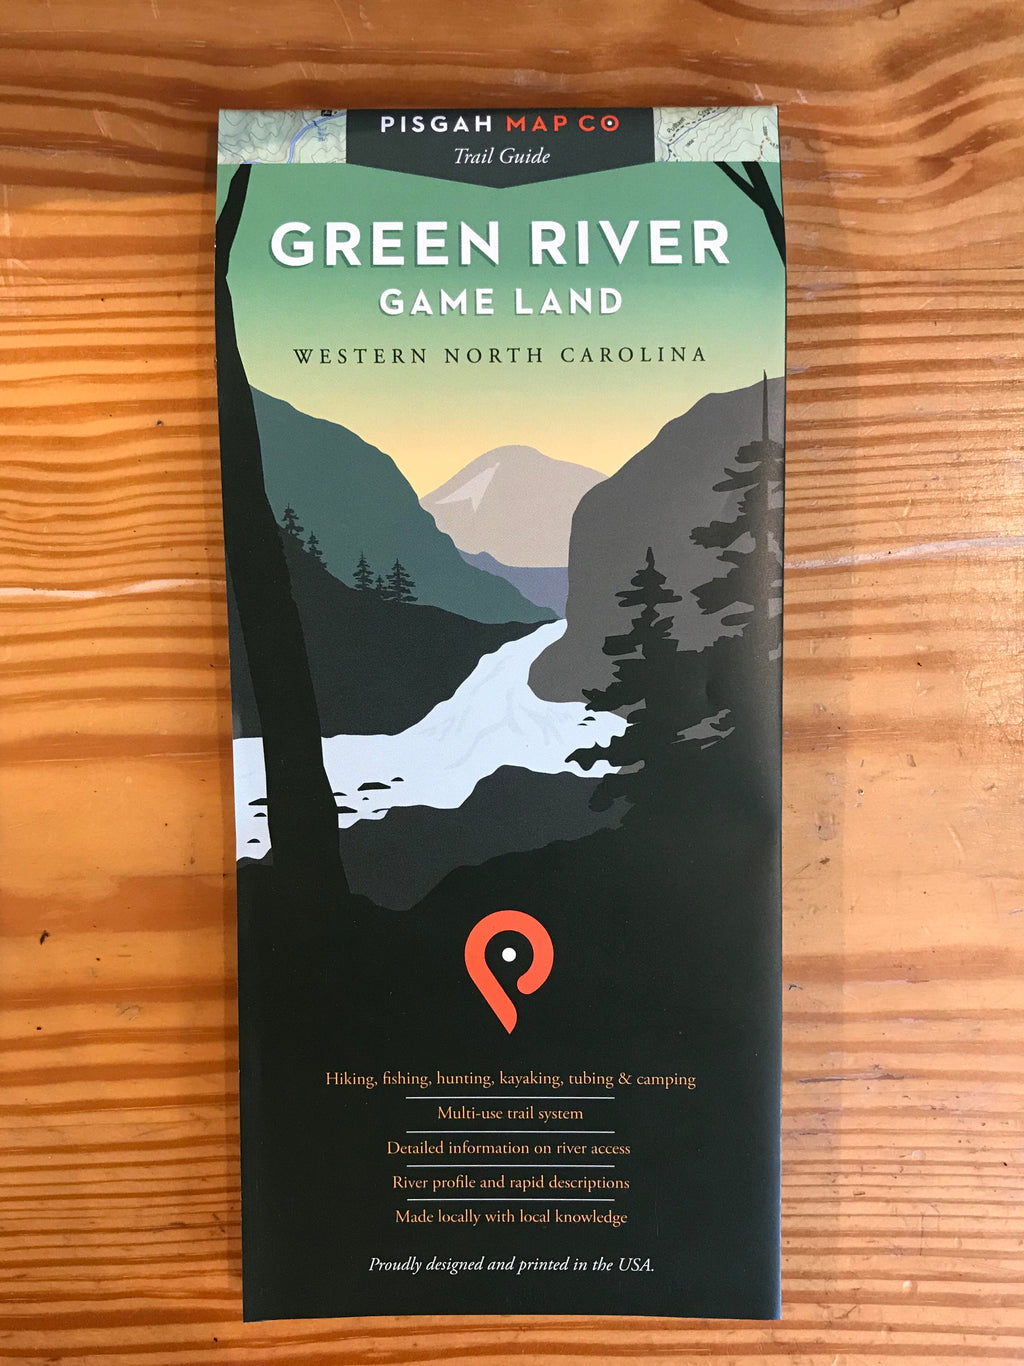 PISGAH MAP CO
Trail Guide
GREEN RIVER
GAME LAND
WESTERN NORTH CAROLINA
Hiking, fishing, hunting, kayaking, tubing & camping
Multi-use trail system
Detailed information on river access
River profile and rapid descriptions
Made locally with local knowledge
Proudly designed and printed in the USA.